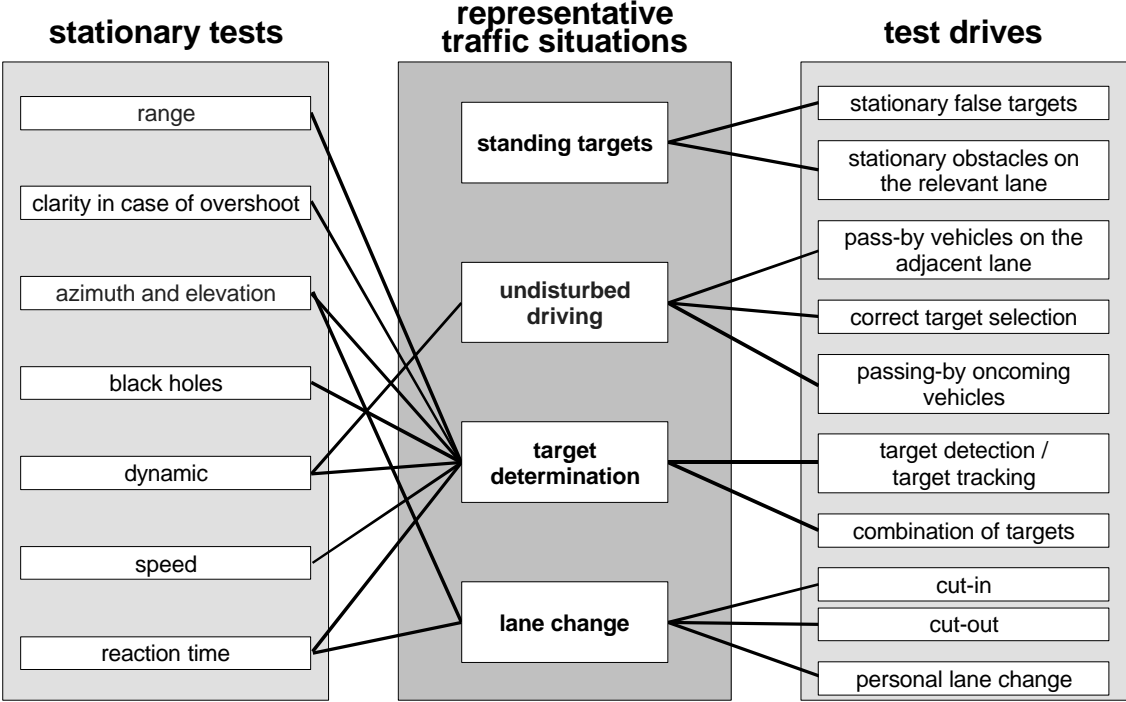 stationary tests
range
clarity in case of overshoot
azimuth and elevation
black holes
dynamic
speed
reaction time
representative
traffic situations
standing targets
undisturbed
driving
target
determination
lane change
test drives
stationary false targets
stationary obstacles on
the relevant lane
pass-by vehicles on the
adjacent lane
correct target selection
passing-by oncoming
vehicles
target detection /
target tracking
combination of targets
cut-in
cut-out
personal lane change